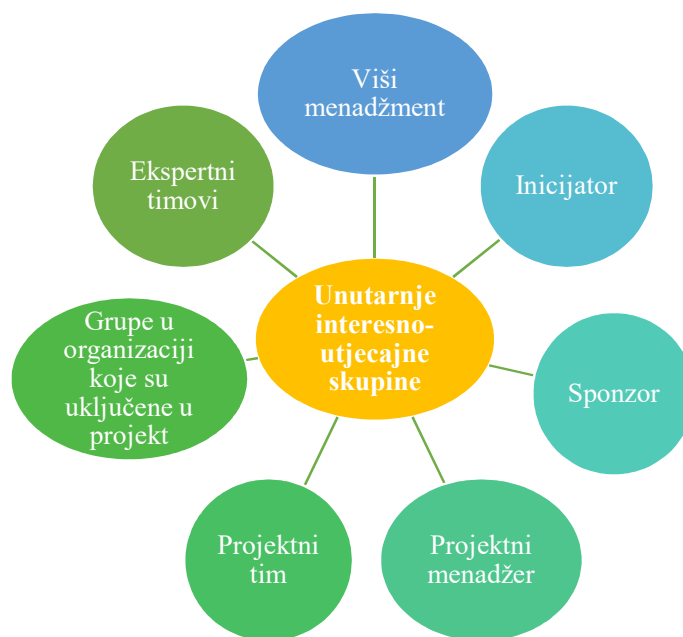 Viši
menadžment
Inicijator
Sponzor
Projektni
menadžer
Projektni
tim
Grupe u
organizaciji
koje su
uključene u
projekt
Ekspertni
timovi
Unutarnje
interesno-
utjecajne
skupine